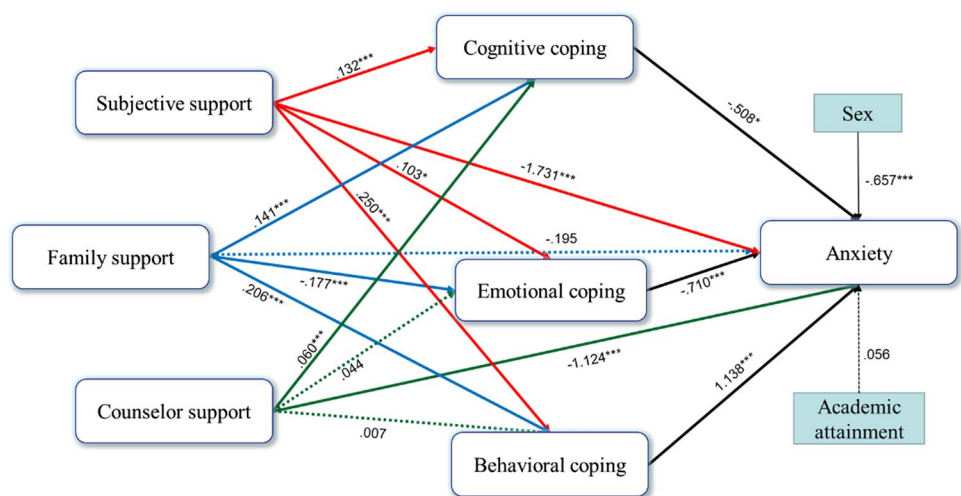 Cognitive coping
.132***
Subjective support
-.508*
Sex
-1.731***
.103*
-.657***
.250***
.141***
-.195
Family support
Anxiety
-.177***
Emotional coping
-.710***
.206***
.060***
.044
-1.124***
.056
1.138***
Counselor support
Academic
attainment
.007
Behavioral coping